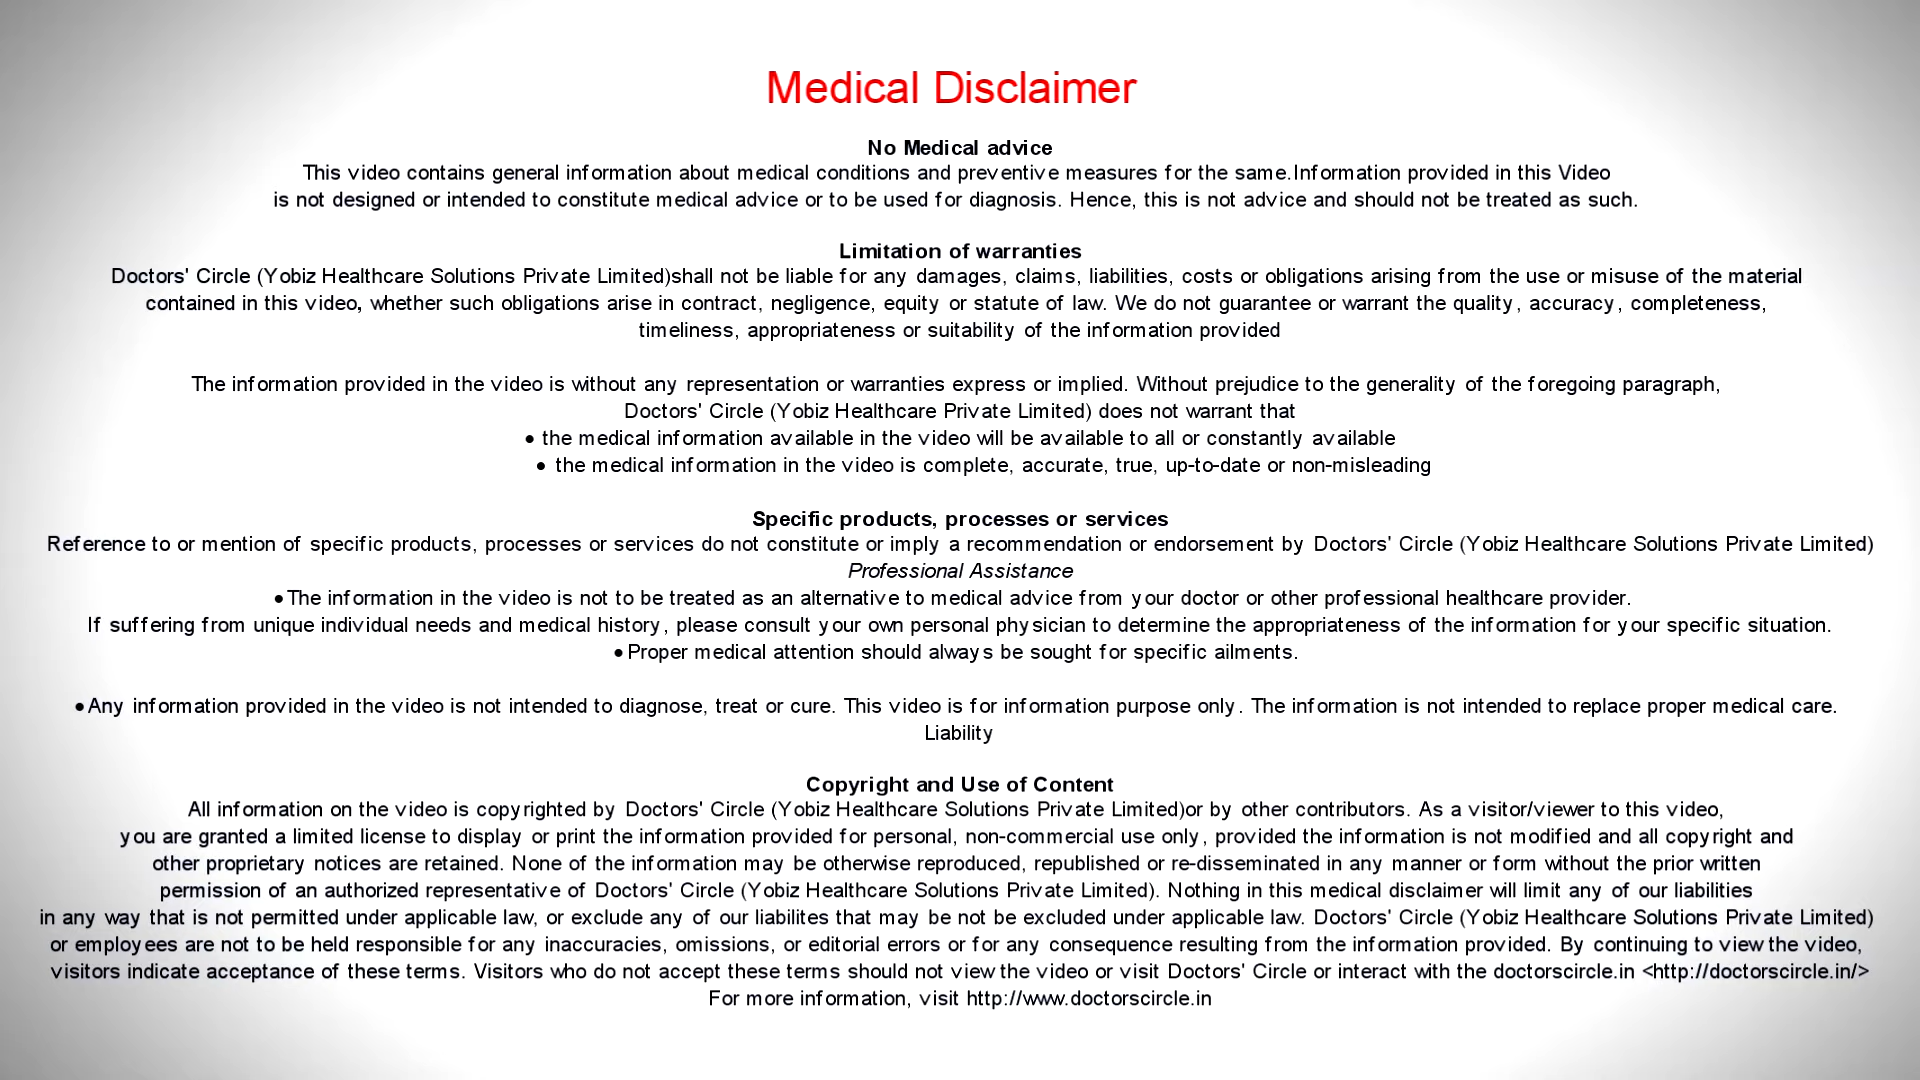 Medical Disclaimer
No Medical advice
This video contains general information about medical conditions and preventive measures for the same.Information provided in this Video
is not designed or intended to constitute medical advice or to be used for diagnosis. Hence, this is not advice and should not be treated as such.
Limitation of warranties
Doctors' Circle (Yobiz Healthcare Solutions Private Limited)shall not be liable for any damages, claims, liabilities, costs or obligations arising from the use or misuse of the material
contained in this video, whether such obligations arise in contract, negligence, equity or statute of law. We do not guarantee or warrant the quality, accuracy, completeness,
timeliness, appropriateness or suitability of the information provided
The information provided in the video is without any representation or warranties express or implied. Without prejudice to the generality of the foregoing paragraph,
Doctors' Circle (Yobiz Healthcare Private Limited) does not warrant that
• the medical information available in the video will be available to all or constantly available
• the medical information in the video is complete, accurate, true, up-to-date or non-misleading
Specific products, processes or services
Reference to or mention of specific products, processes or services do not constitute or imply a recommendation or endorsement by Doctors' Circle (Yobiz Healthcare Solutions Private Limited)
Professional Assistance
•The information in the video is not to be treated as an alternative to medical advice from your doctor or other professional healthcare provider.
If suffering from unique individual needs and medical history, please consult your own personal physician to determine the appropriateness of the information for your specific situation.
•Proper medical attention should always be sought for specific ailments.
•Any information provided in the video is not intended to diagnose, treat or cure. This video is for information purpose only. The information is not intended to replace proper medical care.
Liability
Copyright and Use of Content
All information on the video is copyrighted by Doctors' Circle (Yobiz Healthcare Solutions Private Limited)or by other contributors. As a visitor/viewer to this video,
you are granted a limited license to display or print the information provided for personal, non-commercial use only, provided the information is not modified and all copyright and
other proprietary notices are retained. None of the information may be otherwise reproduced, republished or re-disseminated in any manner or form without the prior written
permission of an authorized representative of Doctors' Circle (Yobiz Healthcare Solutions Private Limited). Nothing in this medical disclaimer will limit any of our liabilities
in any way that is not permitted under applicable law, or exclude any of our liabilites that may be not be excluded under applicable law. Doctors' Circle (Yobiz Healthcare Solutions Private Limited)
or employees are not to be held responsible for any inaccuracies, omissions, or editorial errors or for any consequence resulting from the information provided. By continuing to view the video,
visitors indicate acceptance of these terms. Visitors who do not accept these terms should not view the video or visit Doctors' Circle or interact with the doctorscircle.in <http://doctorscircle.in/>
For more information, visit http://www.doctorscircle.in